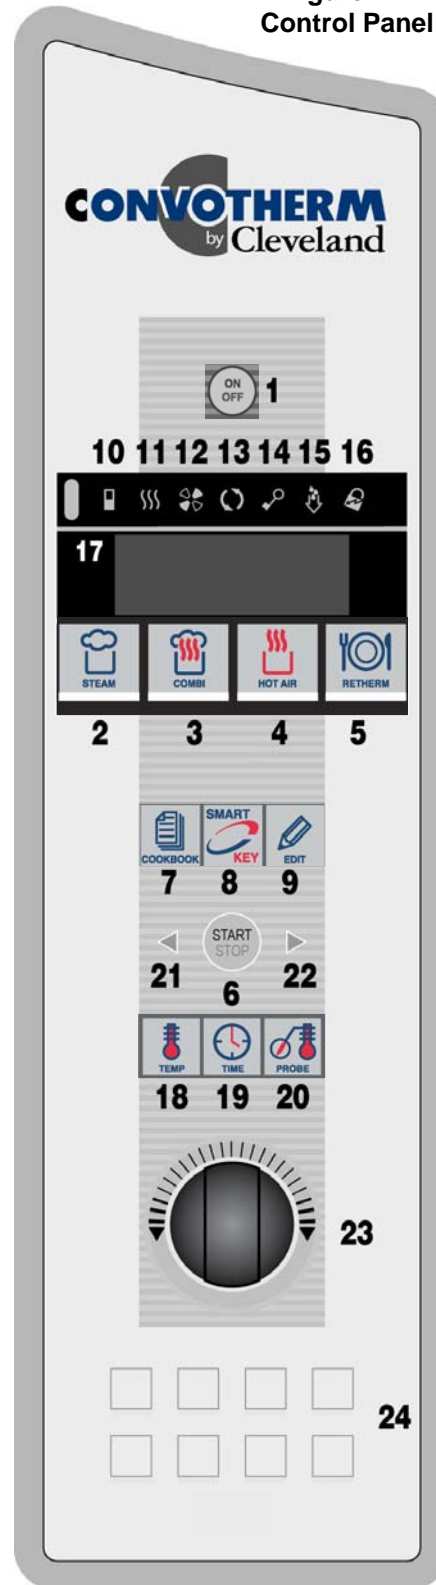 Control Panel
CONVOTHERM
by Cleveland
ON
OFF
1
10 11 12 13 14 15 16
17
STEAM COMBI HOT AIR RETHERM
2 3 4 5
SMART
KEY
COOKBOOK EDIT
7 8 9
START
STOP
21 22
6
TEMP TIME PROBE
18 19 20
23
24